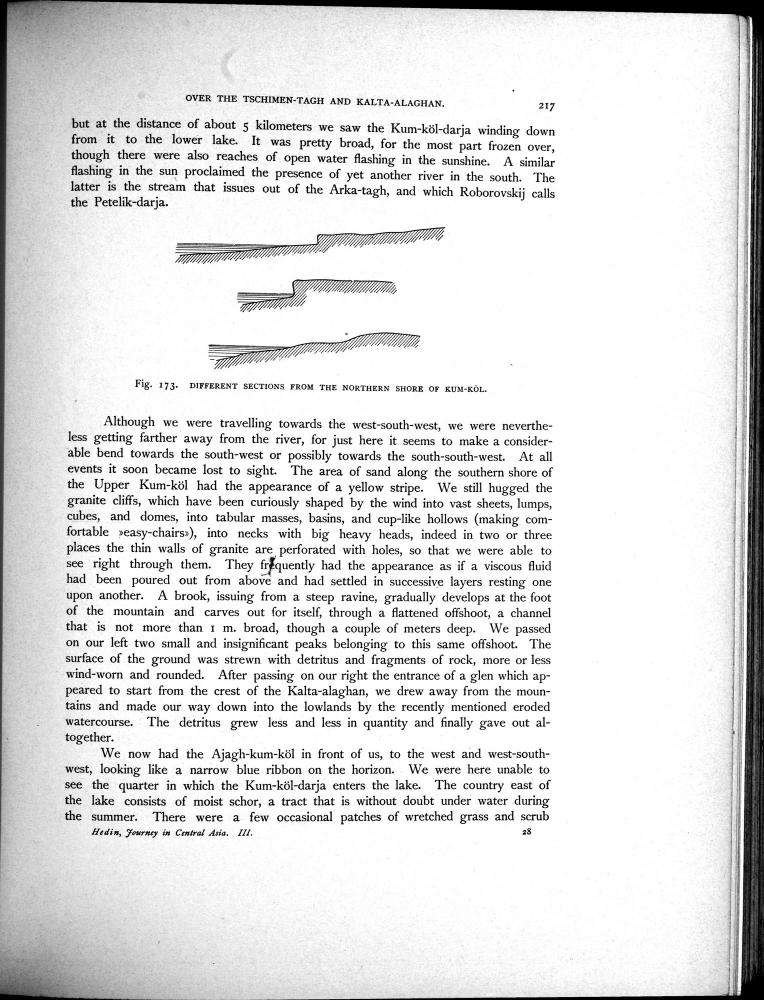 OVER THE TSCHIMEN-TAGH AND KALTA-ALAGHAN.
217
but at the distance of about 5 kilometers we saw the Kum-köl-darja winding down
from it to the lower lake. It was pretty broad, for the most part frozen over,
though there were also reaches of open water flashing in the sunshine. A similar
flashing in the sun proclaimed the presence of yet another river in the south. The
latter is the stream that issues out of the Arka-tagh, and which Roborovskij calls
the Petelik-darja.
Fig. 173. DIFFERENT SECTIONS FROM THE NORTHERN SHORE OF KUM-KÖL.
Although we were travelling towards the west-south-west, we were neverthe-
less getting farther away from the river, for just here it seems to make a consider-
able bend towards the south-west or possibly towards the south-south-west. At all
events it soon became lost to sight. The area of sand along the southern shore of
the Upper Kum-köl had the appearance of a yellow stripe. We still hugged the
granite cliffs, which have been curiously shaped by the wind into vast sheets, lumps,
cubes, and domes, into tabular masses, basins, and cup-like hollows (making com-
fortable »easy-chairs»), into necks with big heavy heads, indeed in two or three
places the thin walls of granite are perforated with holes, so that we were able to
see right through them. They frequently had the appearance as if a viscous fluid
had been poured out from above and had settled in successive layers resting one
upon another. A brook, issuing from a steep ravine, gradually develops at the foot
of the mountain and carves out for itself, through a flattened offshoot, a channel
that is not more than 1 m. broad, though a couple of meters deep. We passed
on our left two small and insignificant peaks belonging to this same offshoot. The
surface of the ground was strewn with detritus and fragments of rock, more or less
wind-worn and rounded. After passing on our right the entrance of a glen which ap-
peared to start from the crest of the Kalta-alaghan, we drew away from the moun-
tains and made our way down into the lowlands by the recently mentioned eroded
watercourse. The detritus grew less and less in quantity and finally gave out al-
together.
We now had the Ajagh-kum-köl in front of us, to the west and west-south-
west, looking like a narrow blue ribbon on the horizon. We were here unable to
see the quarter in which the Kum-köl-darja enters the lake. The country east of
the lake consists of moist schor, a tract that is without doubt under water during
the summer. There were a few occasional patches of wretched grass and scrub
Hedin, Journey in Central Asia. III.
28